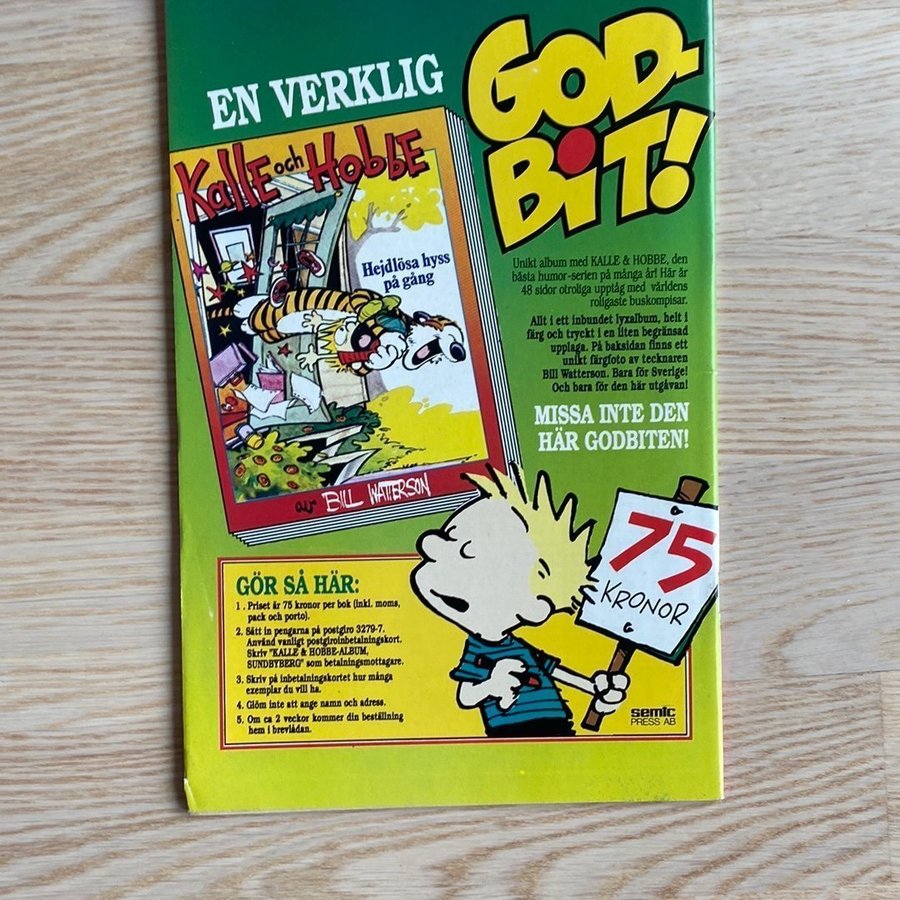 EN VERKLIG
GOD-
BIT!
Kalle och Hobbe
Hejdlösa hyss
på gång
av BILL WATTERSON
Unikt album med KALLE & HOBBE, den
bästa humor-serien på många år! Här är
48 sidor otroliga upptåg med världens
roligaste buskompisar.
Allt i ett inbundet lyxalbum, helt i
färg och tryckt i en liten begränsad
upplaga. På baksidan finns ett
unikt färgfoto av tecknaren
Bill Watterson. Bara för Sverige!
Och bara för den här utgåvan!
MISSA INTE DEN
HÄR GODBITEN!
75
KRONOR
GÖR SÅ HÄR:
1. Priset är 75 kronor per bok (inkl. moms,
pack och porto).
2. Sätt in pengarna på postgiro 3279-7.
Använd vanligt postgiroinbetalningskort.
Skriv "KALLE & HOBBE-ALBUM,
SUNDBYBERG" som betalningsmottagare.
3. Skriv på inbetalningskortet hur många
exemplar du vill ha.
4. Glöm inte att ange namn och adress.
5. Om ca 2 veckor kommer din beställning
hem i brevlådan.
semic
PRESS AB